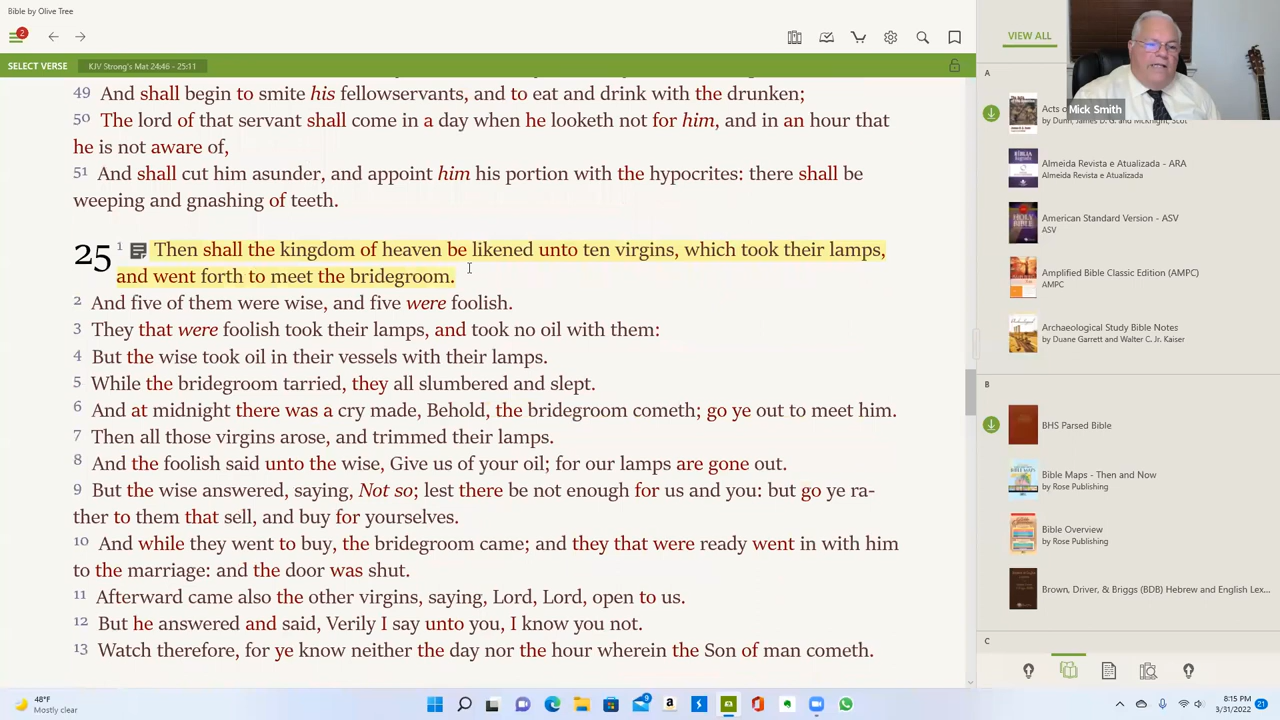 Bible by Olive Tree
2
SELECT VERSE
KJV Strong's Mat 24:46 - 25:11
49 And shall begin to smite his fellowservants, and to eat and drink with the drunken;
50 The lord of that servant shall come in a day when he looketh not for him, and in an hour that
he is not aware of,
51 And shall cut him asunder, and appoint him his portion with the hypocrites: there shall be
weeping and gnashing of teeth.
25 1 Then shall the kingdom of heaven be likened unto ten virgins, which took their lamps,
and went forth to meet the bridegroom.
2 And five of them were wise, and five were foolish.
3 They that were foolish took their lamps, and took no oil with them:
4 But the wise took oil in their vessels with their lamps.
5 While the bridegroom tarried, they all slumbered and slept.
6 And at midnight there was a cry made, Behold, the bridegroom cometh; go ye out to meet him.
7 Then all those virgins arose, and trimmed their lamps.
8 And the foolish said unto the wise, Give us of your oil; for our lamps are gone out.
9 But the wise answered, saying, Not so; lest there be not enough for us and you: but go ye ra-
ther to them that sell, and buy for yourselves.
10 And while they went to buy, the bridegroom came; and they that were ready went in with him
to the marriage: and the door was shut.
11 Afterward came also the other virgins, saying, Lord, Lord, open to us.
12 But he answered and said, Verily I say unto you, I know you not.
13 Watch therefore, for ye know neither the day nor the hour wherein the Son of man cometh.
VIEW ALL
Mick Smith
A
Acts o
by Dunn, James D. G. and McKnight, Scot
Almeida Revista e Atualizada - ARA
Almeida Revista e Atualizada
American Standard Version - ASV
ASV
Amplified Bible Classic Edition (AMPC)
AMPC
Archaeological Study Bible Notes
by Duane Garrett and Walter C. Jr. Kaiser
B
BHS Parsed Bible
Bible Maps - Then and Now
by Rose Publishing
Bible Overview
by Rose Publishing
Brown, Driver, & Briggs (BDB) Hebrew and English Lex...
C
48°F
Mostly clear
8:15 PM
3/31/2022
21